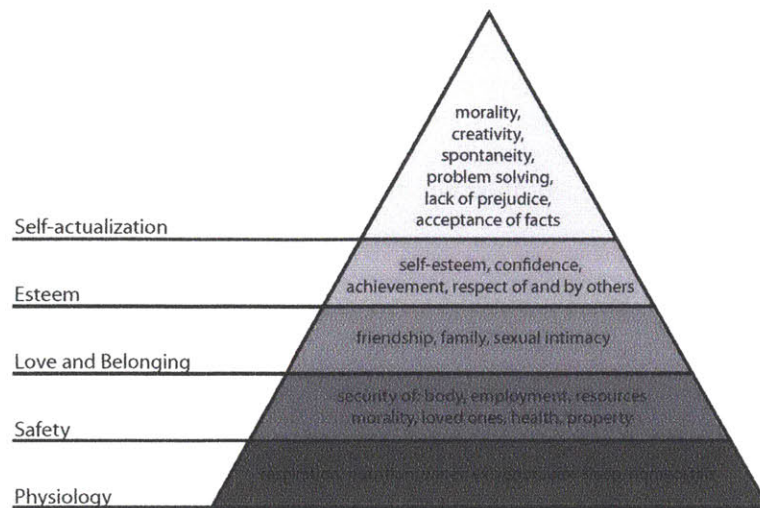 morality,
creativity,
spontaneity,
problem solving,
lack of prejudice,
acceptance of facts
Self-actualization
self-esteem, confidence,
achievement, respect of and by others
Esteem
friendship, family, sexual intimacy
Love and Belonging
security of: body, employment, resources
morality, loved ones, health, property
Safety
Physiology